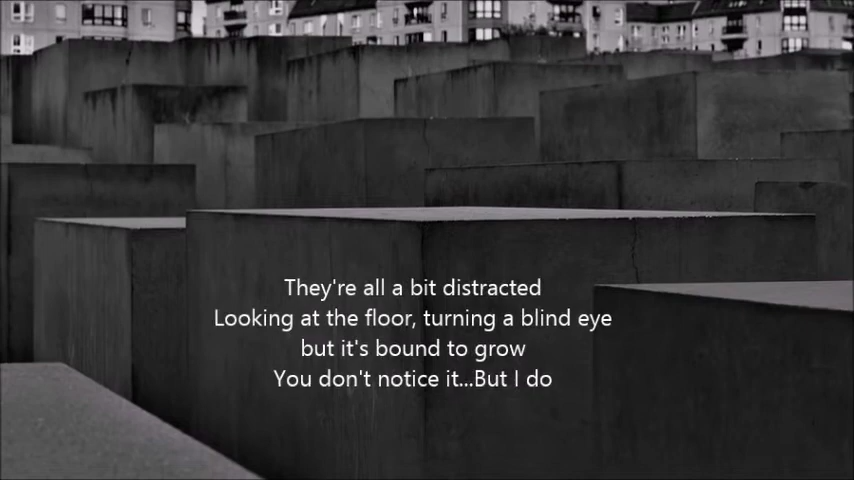 They're all a bit distracted
Looking at the floor, turning a blind eye
but it's bound to grow
You don't notice it...But I do